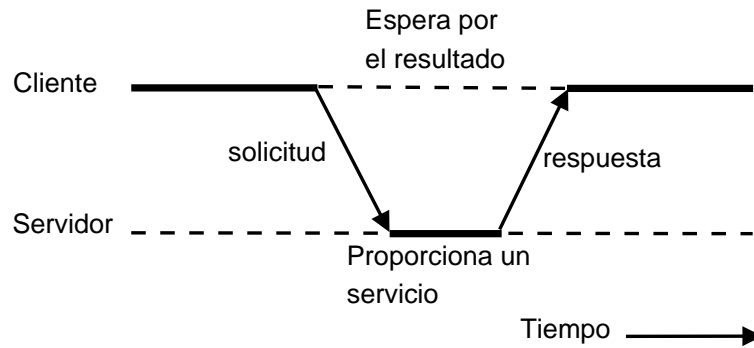 Espera por
el resultado
Cliente
solicitud
respuesta
Servidor
Proporciona un
servicio
Tiempo